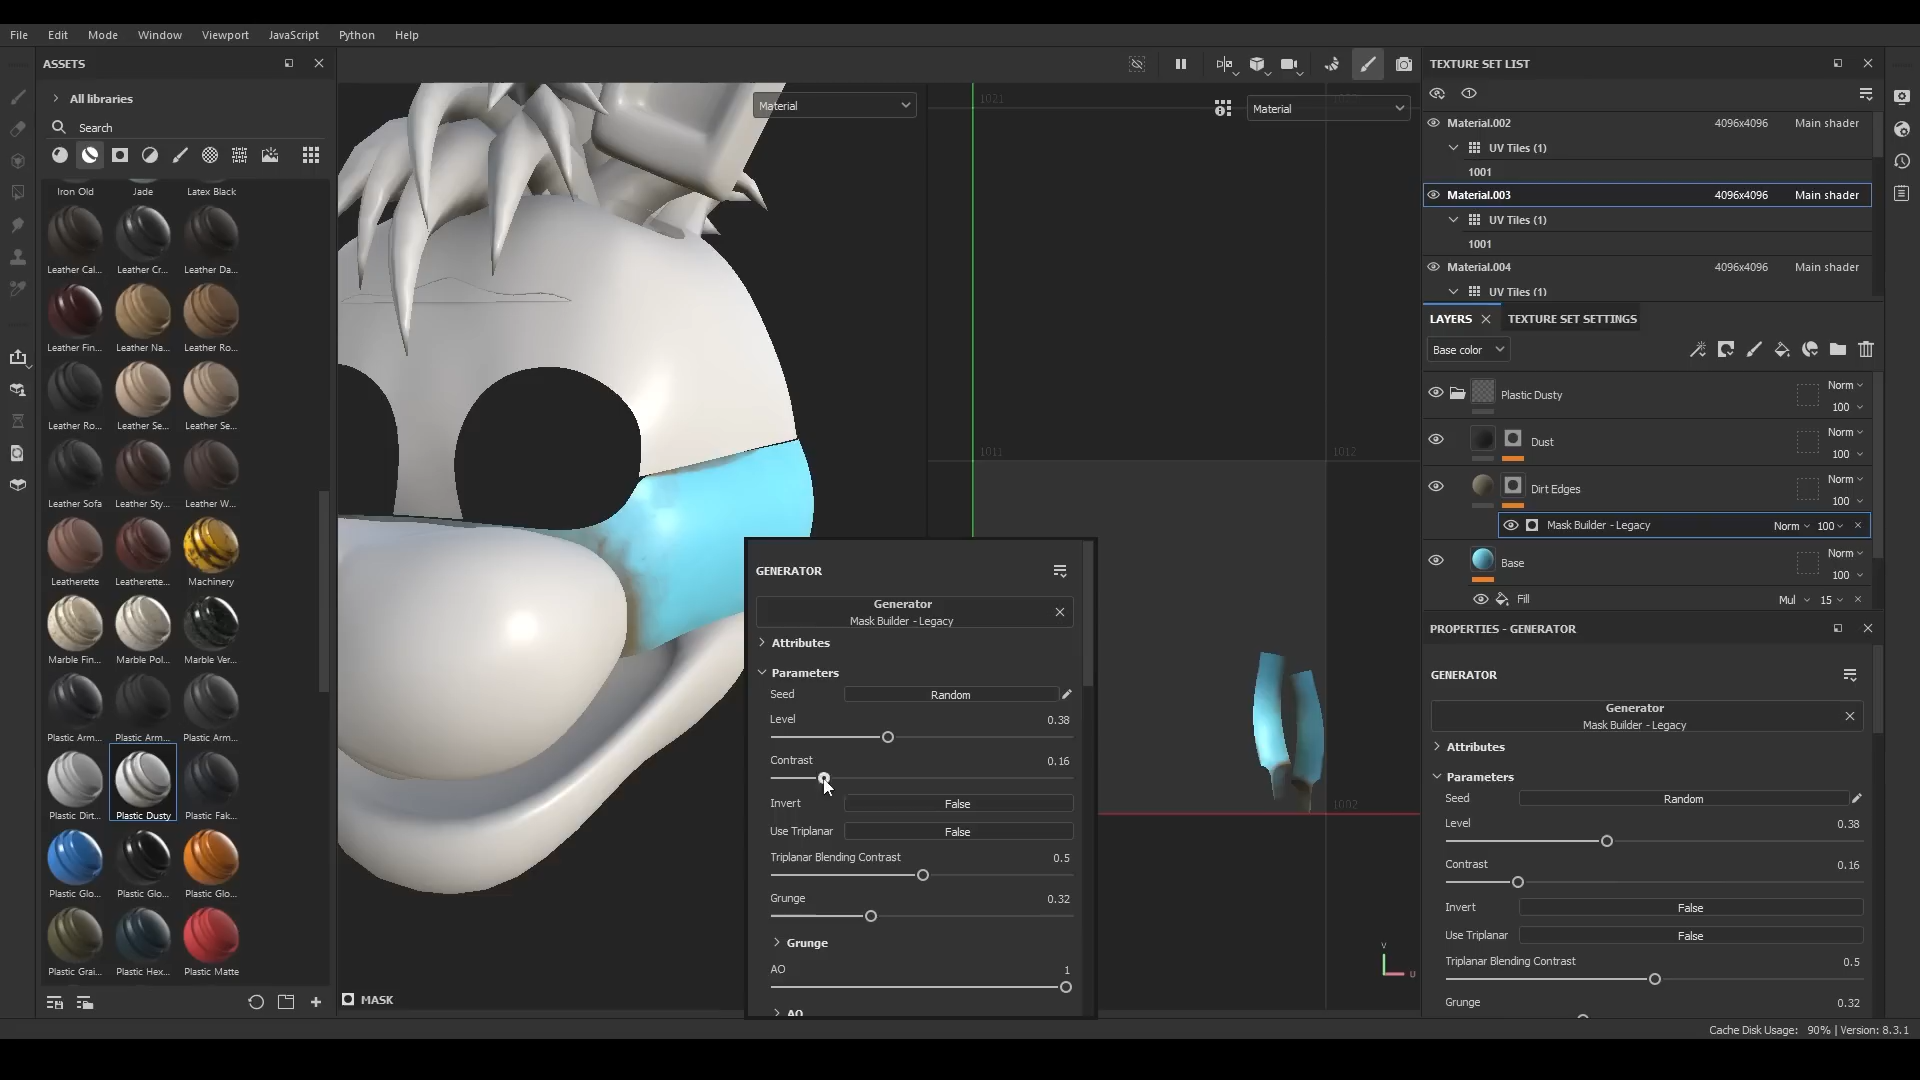 File Edit Mode Window Viewport JavaScript Python Help
ASSETS
All libraries
Search
Iron Old Jade Latex Black
Leather Cal... Leather Cr... Leather Da...
Leather Fin... Leather Na... Leather Ro...
Leather Ro... Leather Se... Leather Se...
Leather Sofa Leather Sty... Leather W...
Leatherette Leatherette... Machinery
Marble Fin... Marble Pol... Marble Ver...
Plastic Arm... Plastic Arm... Plastic Arm...
Plastic Dirt... Plastic Dusty Plastic Fak...
Plastic Glo... Plastic Glo... Plastic Glo...
Plastic Grai... Plastic Hex... Plastic Matte
Material
Material
1021
1011
1012
1002
V
U
MASK
GENERATOR
Generator
Mask Builder - Legacy
Attributes
Parameters
Seed Random
Level 0.38
Contrast 0.16
Invert False
Use Triplanar False
Triplanar Blending Contrast 0.5
Grunge 0.32
Grunge
AO 1
AO
TEXTURE SET LIST
Material.002 4096x4096 Main shader
UV Tiles (1)
1001
Material.003 4096x4096 Main shader
UV Tiles (1)
1001
Material.004 4096x4096 Main shader
UV Tiles (1)
LAYERS TEXTURE SET SETTINGS
Base color
Plastic Dusty Norm 100
Dust Norm 100
Dirt Edges Norm 100
Mask Builder - Legacy Norm 100
Base Norm 100
Fill Mul 15
PROPERTIES - GENERATOR
GENERATOR
Generator
Mask Builder - Legacy
Attributes
Parameters
Seed Random
Level 0.38
Contrast 0.16
Invert False
Use Triplanar False
Triplanar Blending Contrast 0.5
Grunge 0.32
Cache Disk Usage: 90% | Version: 8.3.1